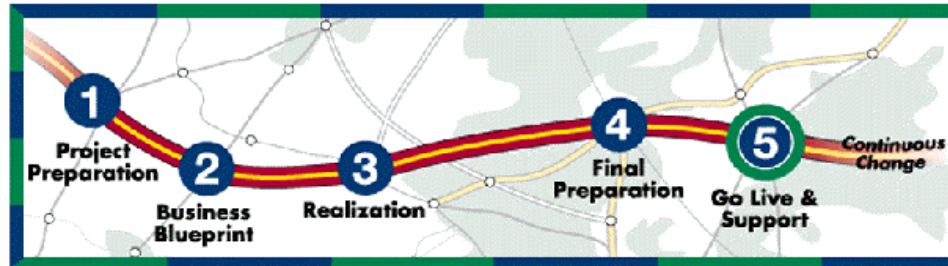 1
Project
Preparation
2
Business
Blueprint
3
Realization
4
Final
Preparation
5
Go Live &
Support
Continuous
Change